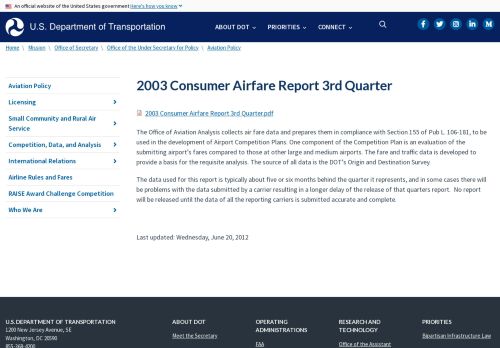 An official website of the United States government Here's how you know
U.S. Department of Transportation
ABOUT DOT
PRIORITIES
CONNECT
Home \ Mission \ Office of Secretary \ Office of the Under Secretary for Policy \ Aviation Policy
Aviation Policy
Licensing
Small Community and Rural Air
Service
Competition, Data, and Analysis
International Relations
Airline Rules and Fares
RAISE Award Challenge Competition
Who We Are
2003 Consumer Airfare Report 3rd Quarter
2003 Consumer Airfare Report 3rd Quarter.pdf
The Office of Aviation Analysis collects air fare data and prepares them in compliance with Section 155 of Pub L. 106-181, to be
used in the development of Airport Competition Plans. One component of the Competition Plan is an evaluation of the
submitting airport's fares compared to those at other large and medium airports. The fare and traffic data is developed to
provide a basis for the requisite analysis. The source of all data is the DOT's Origin and Destination Survey.
The data used for this report is typically about five or six months behind the quarter it represents, and in some cases there will
be problems with the data submitted by a carrier resulting in a longer delay of the release of that quarters report. No report
will be released until the data of all the reporting carriers is submitted accurate and complete.
Last updated: Wednesday, June 20, 2012
U.S. DEPARTMENT OF TRANSPORTATION
1200 New Jersey Avenue, SE
Washington, DC 20590
855-368-4200
ABOUT DOT
Meet the Secretary
OPERATING
ADMINISTRATIONS
FAA
RESEARCH AND
TECHNOLOGY
Office of the Assistant
PRIORITIES
Bipartisan Infrastructure Law